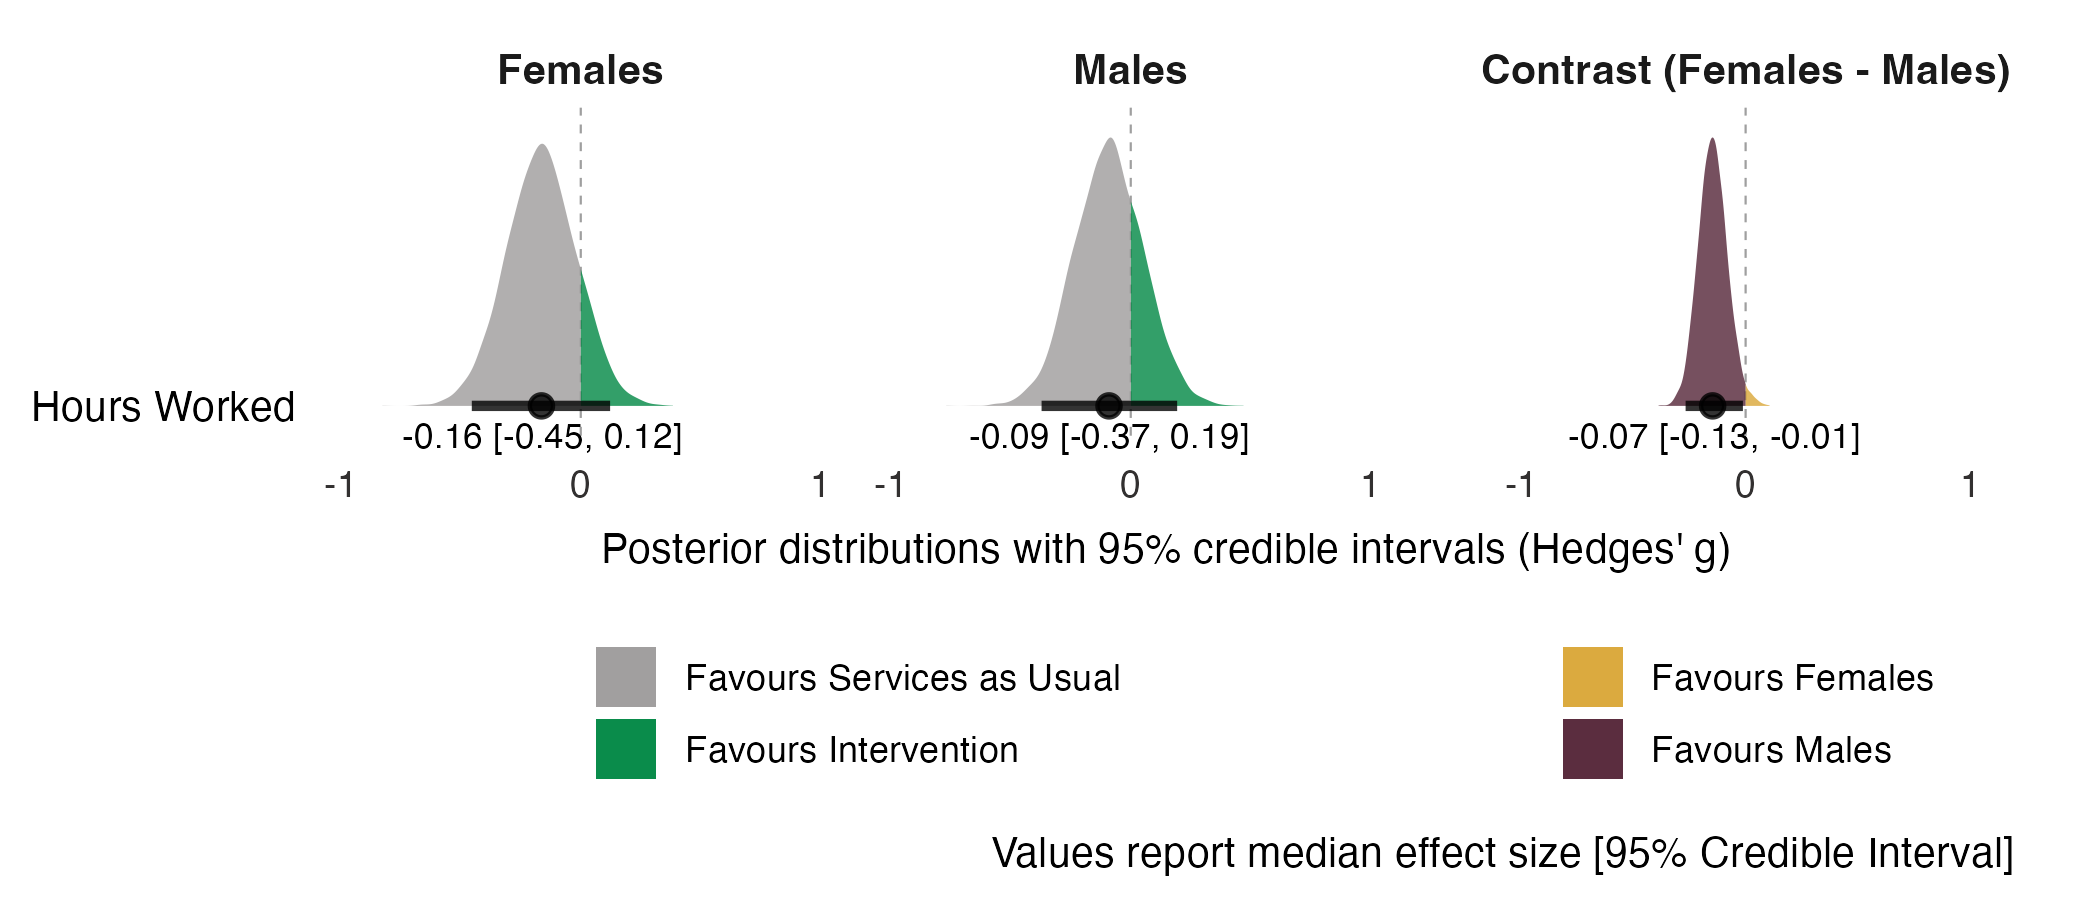 Females Males Contrast (Females - Males)
Hours Worked
-0.16 [-0.45, 0.12] -0.09 [-0.37, 0.19] -0.07 [-0.13, -0.01]
-1 0 1 -1 0 1 -1 0 1
Posterior distributions with 95% credible intervals (Hedges' g)
Favours Services as Usual Favours Females
Favours Intervention Favours Males
Values report median effect size [95% Credible Interval]